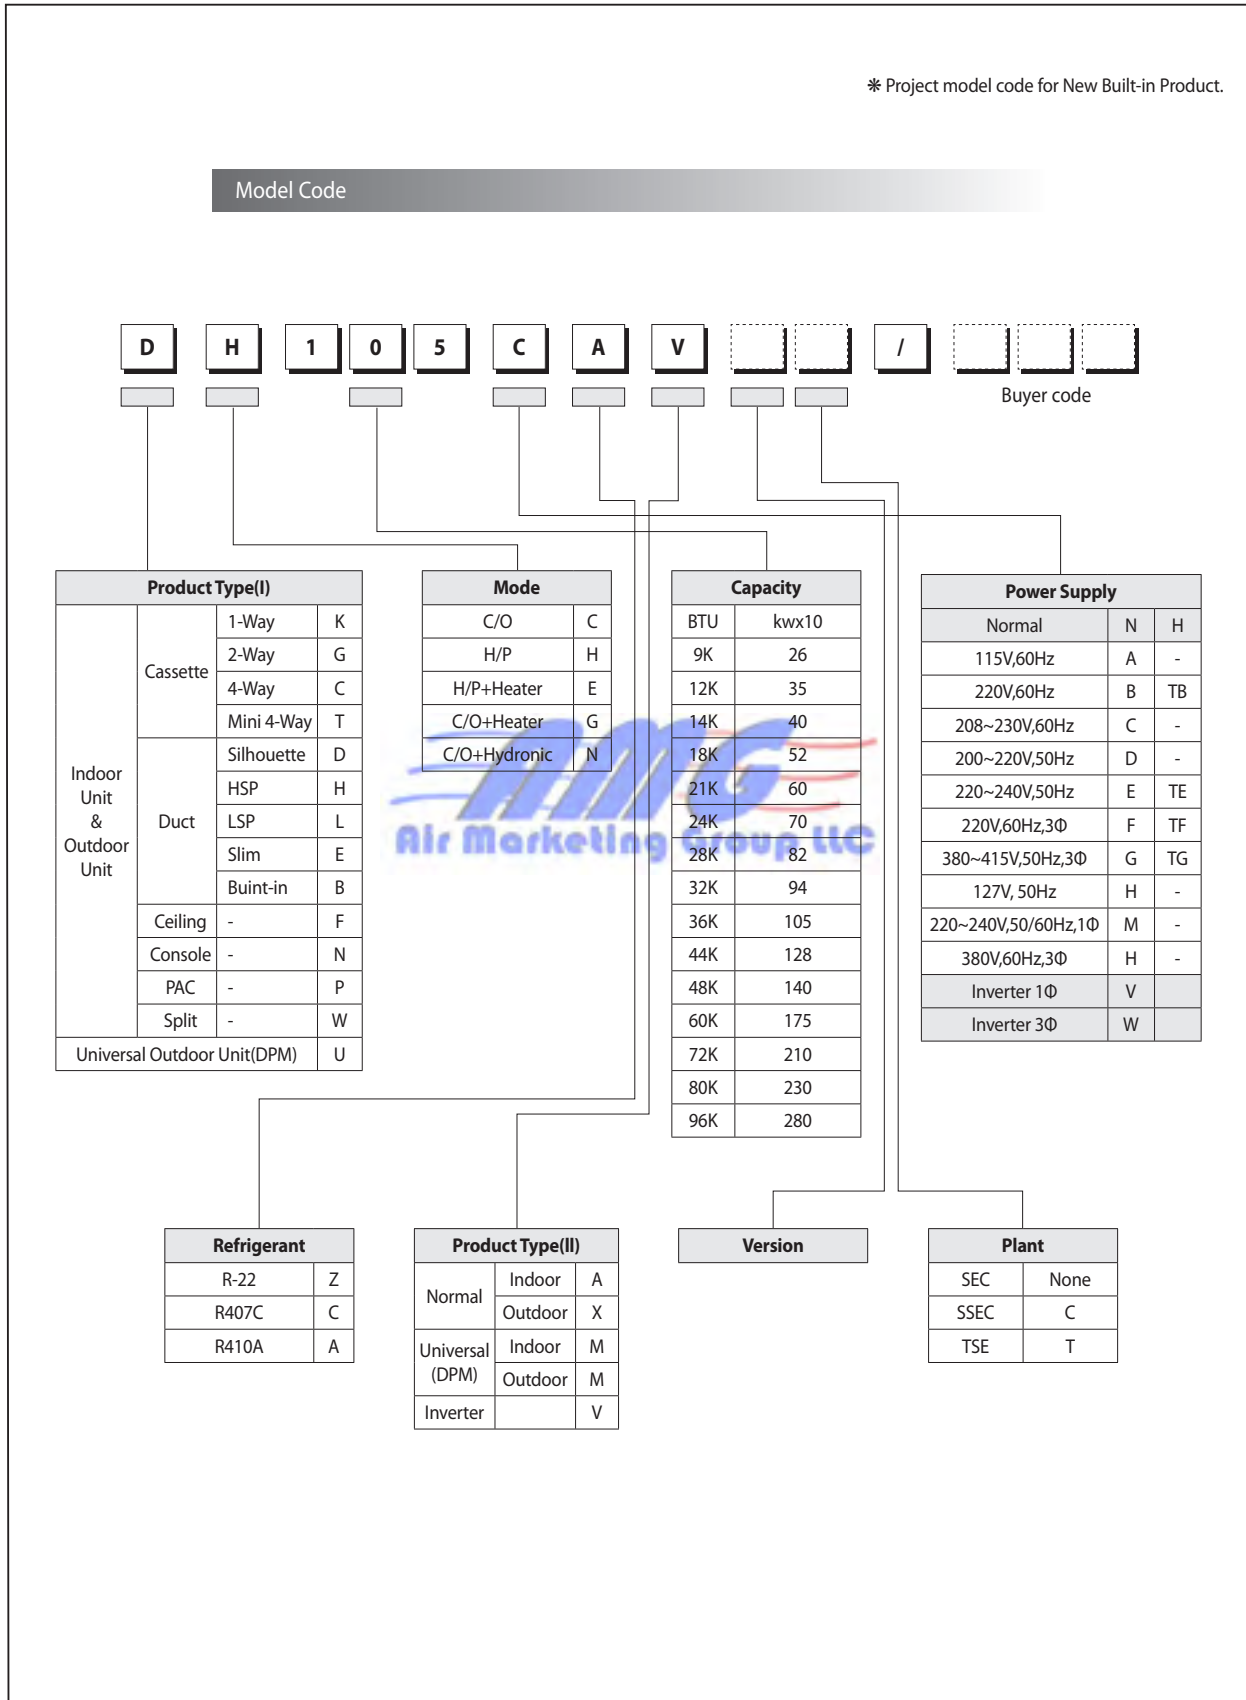 ❋ Project model code for New Built-in Product.
Model Code
D H 1 0 5 C A V /
Buyer code
Product Type(I)
Indoor Unit & Outdoor Unit
Cassette
1-Way K
2-Way G
4-Way C
Mini 4-Way T
Duct
Silhouette D
HSP H
LSP L
Slim E
Buint-in B
Ceiling - F
Console - N
PAC - P
Split - W
Universal Outdoor Unit(DPM) U
Mode
C/O C
H/P H
H/P+Heater E
C/O+Heater G
C/O+Hydronic N
Capacity
BTU kwx10
9K 26
12K 35
14K 40
18K 52
21K 60
24K 70
28K 82
32K 94
36K 105
44K 128
48K 140
60K 175
72K 210
80K 230
96K 280
Power Supply
Normal N H
115V,60Hz A -
220V,60Hz B TB
208~230V,60Hz C -
200~220V,50Hz D -
220~240V,50Hz E TE
220V,60Hz,3Φ F TF
380~415V,50Hz,3Φ G TG
127V, 50Hz H -
220~240V,50/60Hz,1Φ M -
380V,60Hz,3Φ H -
Inverter 1Φ V
Inverter 3Φ W
AMG
Air Marketing Group LLC
Refrigerant
R-22 Z
R407C C
R410A A
Product Type(II)
Normal
Indoor A
Outdoor X
Universal (DPM)
Indoor M
Outdoor M
Inverter V
Version
Plant
SEC None
SSEC C
TSE T